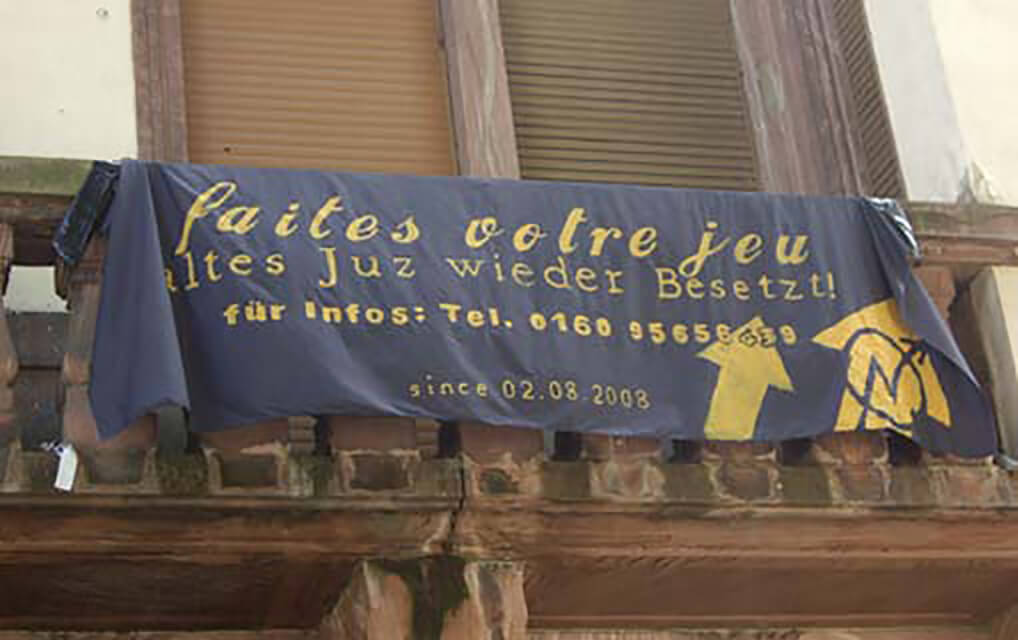 faites votre jeu
altes Juz wieder Besetzt!
für Infos: Tel. 0160
since 02.08.2008